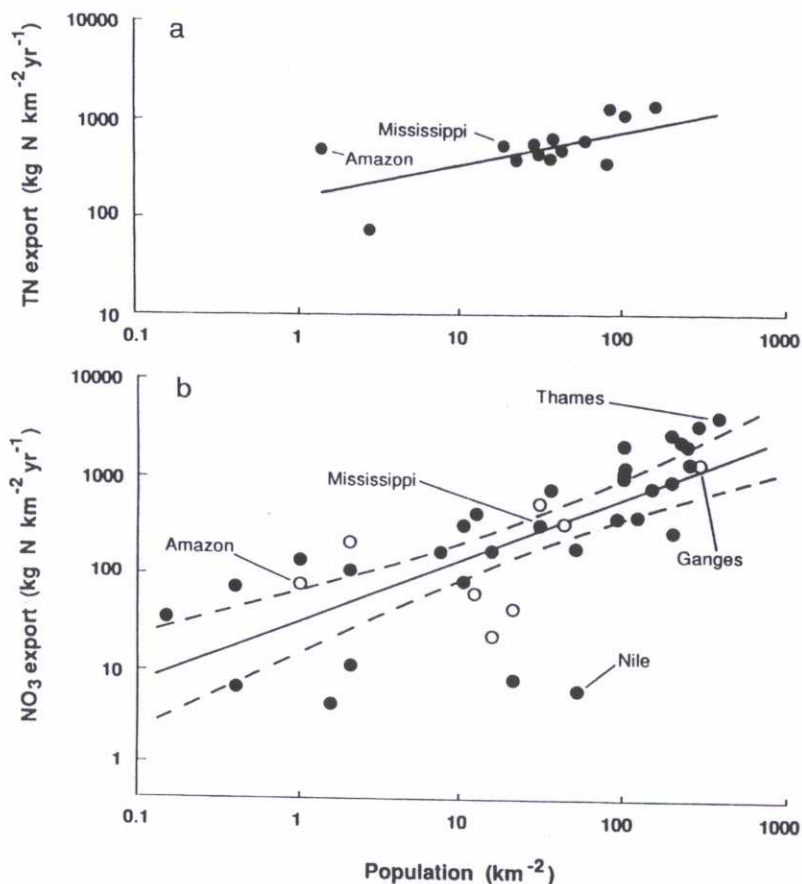 a
TN export (kg N km⁻² yr⁻¹)
10000
1000
100
10
Mississippi
Amazon
0.1 1 10 100 1000
b
NO₃ export (kg N km⁻² yr⁻¹)
10000
1000
100
10
1
Thames
Mississippi
Amazon
Ganges
Nile
0.1 1 10 100 1000
Population (km⁻²)